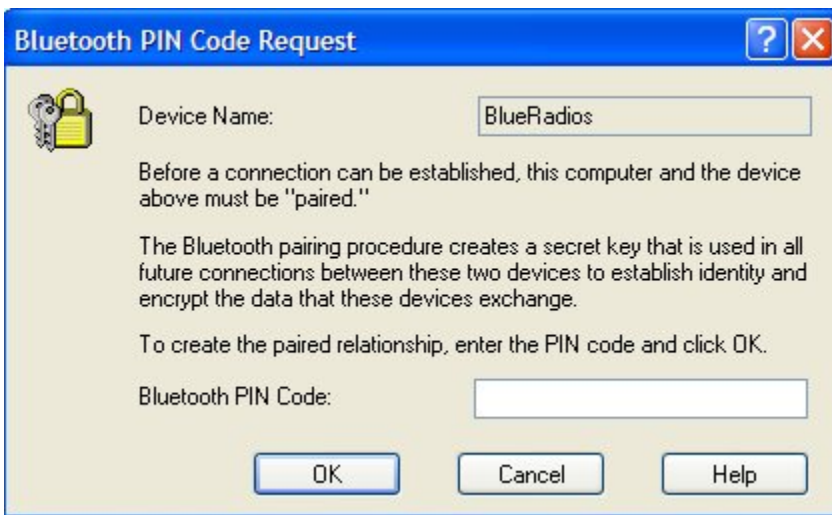 Bluetooth PIN Code Request
?
Device Name:
BlueRadios
Before a connection can be established, this computer and the device
above must be "paired."
The Bluetooth pairing procedure creates a secret key that is used in all
future connections between these two devices to establish identity and
encrypt the data that these devices exchange.
To create the paired relationship, enter the PIN code and click OK.
Bluetooth PIN Code:
OK Cancel Help